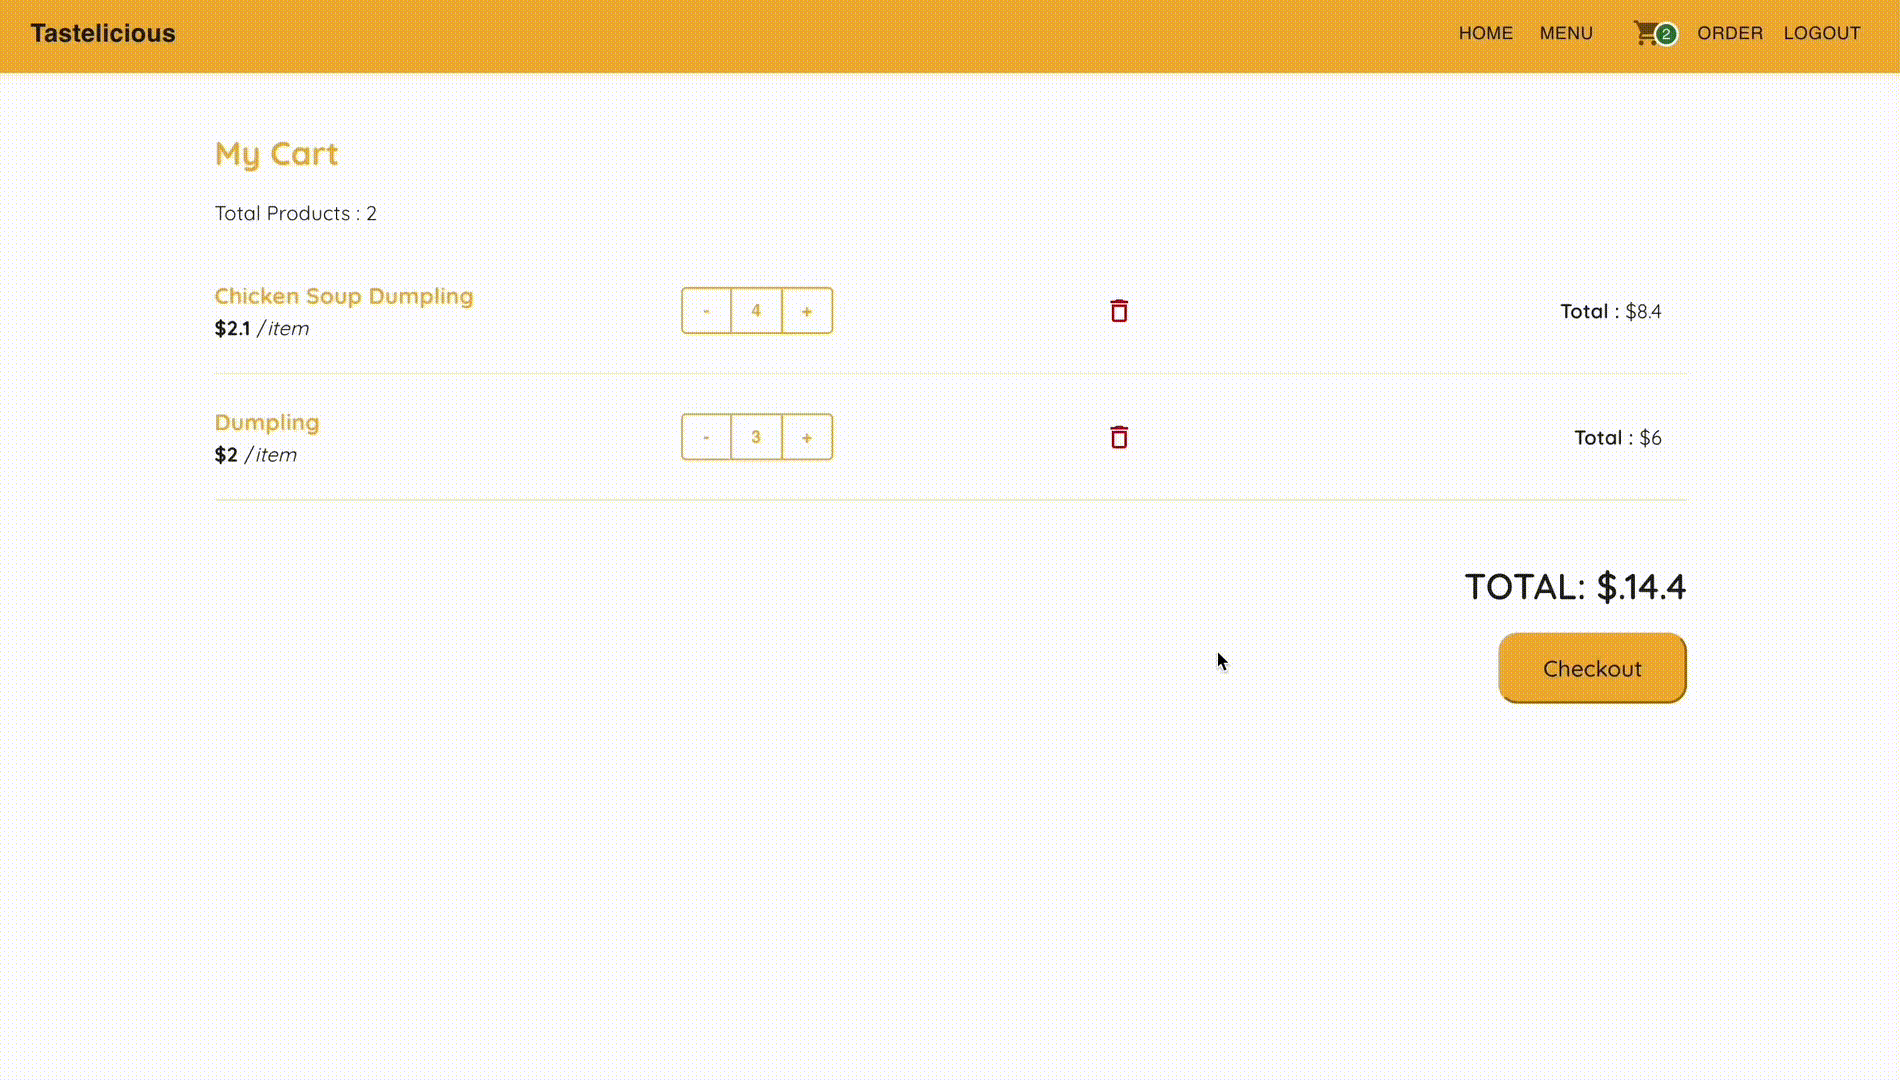 Tastelicious HOME MENU 2 ORDER LOGOUT
My Cart
Total Products : 2
Chicken Soup Dumpling
$2.1 /item
- 4 +
Total : $8.4
Dumpling
$2 /item
- 3 +
Total : $6
TOTAL: $.14.4
Checkout